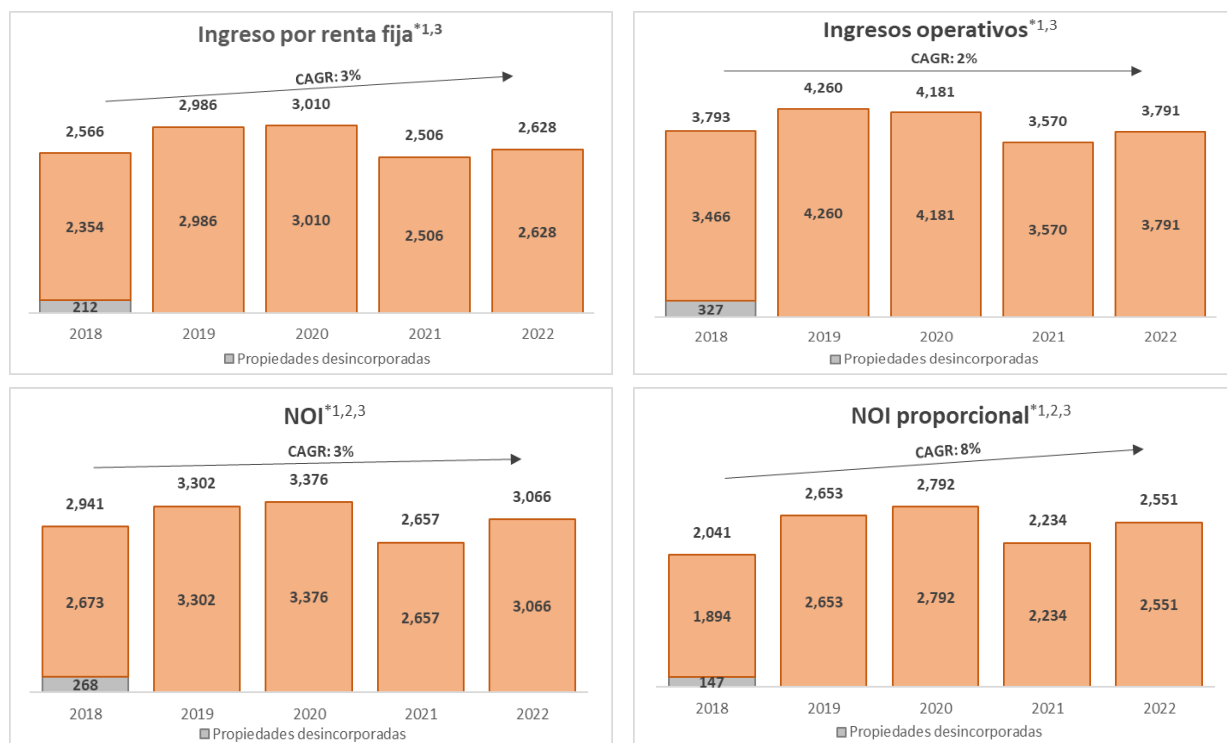 Ingreso por renta fija*1,3
CAGR: 3%
2,566 2,986 3,010 2,506 2,628
2,354 2,986 3,010 2,506 2,628
212
2018 2019 2020 2021 2022
Propiedades desincorporadas
Ingresos operativos*1,3
CAGR: 2%
3,793 4,260 4,181 3,570 3,791
3,466 4,260 4,181 3,570 3,791
327
2018 2019 2020 2021 2022
Propiedades desincorporadas
NOI*1,2,3
CAGR: 3%
2,941 3,302 3,376 2,657 3,066
2,673 3,302 3,376 2,657 3,066
268
2018 2019 2020 2021 2022
Propiedades desincorporadas
NOI proporcional*1,2,3
CAGR: 8%
2,041 2,653 2,792 2,234 2,551
1,894 2,653 2,792 2,234 2,551
147
2018 2019 2020 2021 2022
Propiedades desincorporadas